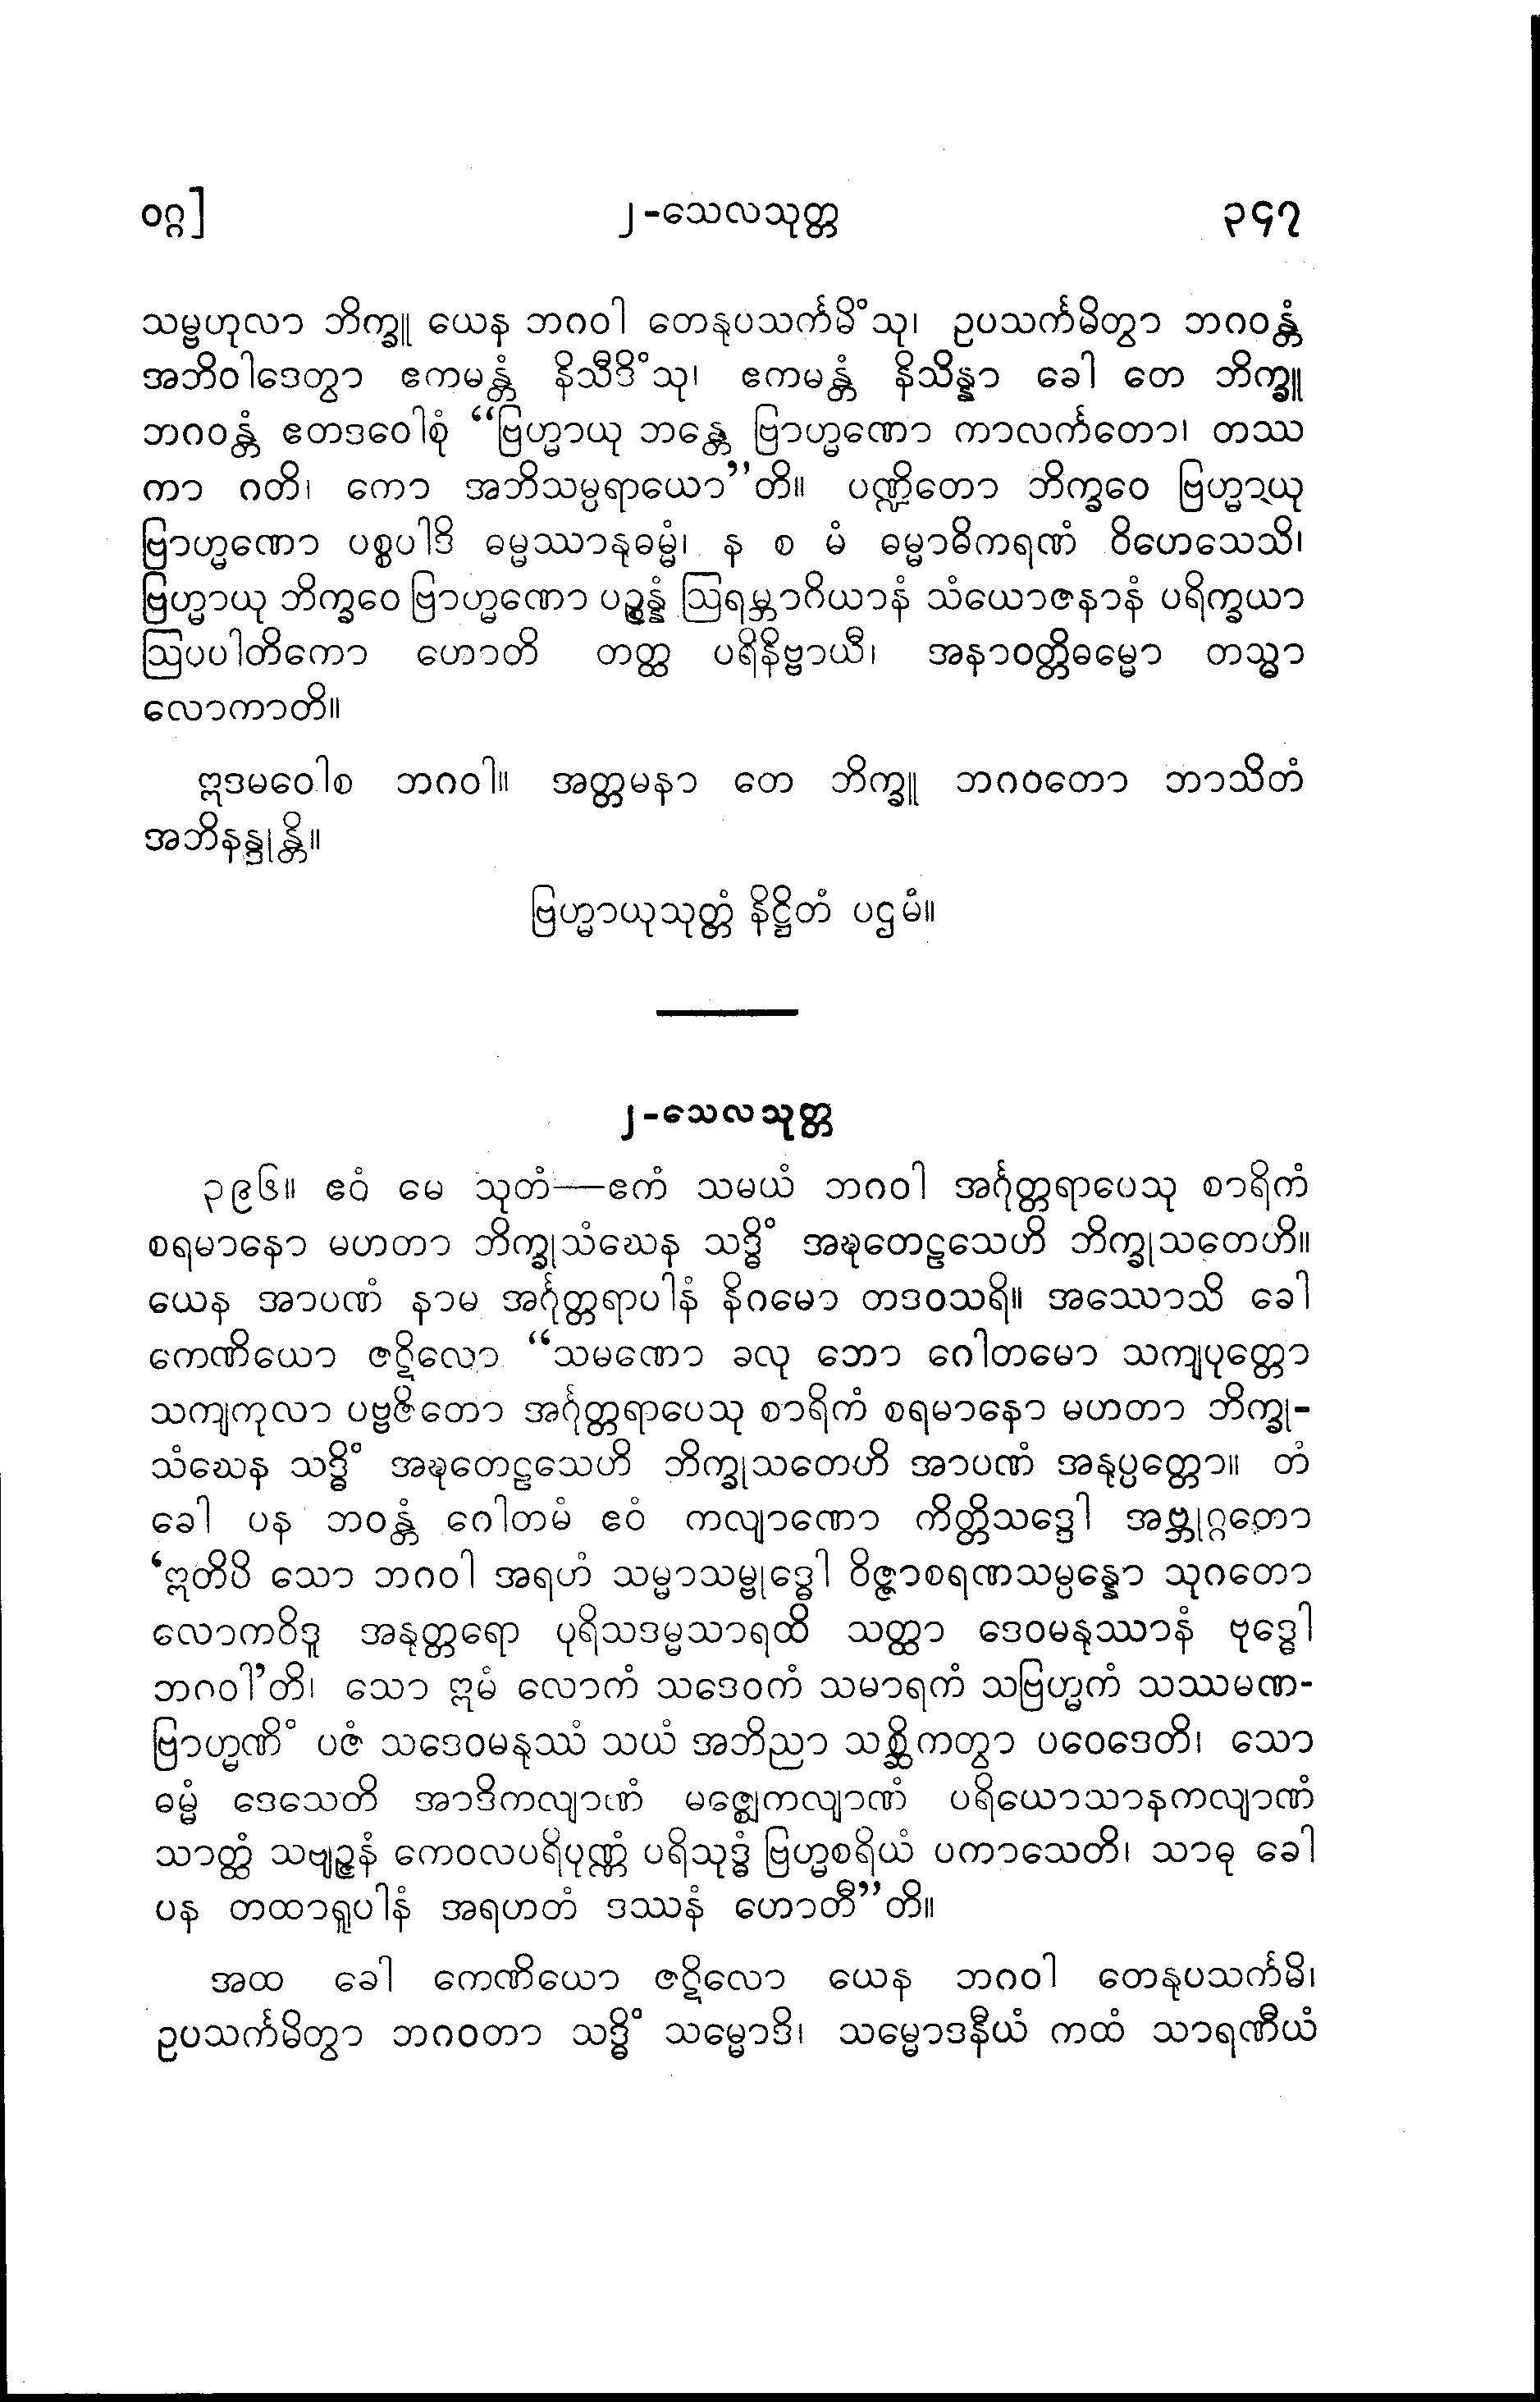 ဝဂ္ဂ]
၂-သေလသုတ္တ
၃၄၇
သမ္ဗဟုလာ ဘိက္ခူ ယေန ဘဂဝါ တေနုပသင်္ကမိံသု၊ ဥပသင်္ကမိတွာ ဘဂဝန္တံ
အဘိဝါဒေတွာ ဧကမန္တံ နိသီဒိံသု၊ ဧကမန္တံ နိသိန္နာ ခေါ တေ ဘိက္ခူ
ဘဂဝန္တံ ဧတဒဝေါစုံ “ဗြဟ္မာယု ဘန္တေ ဗြာဟ္မဏော ကာလင်္ကတော၊ တဿ
ကာ ဂတိ၊ ကော အဘိသမ္ပရာယော”တိ။ ပဏ္ဍိတော ဘိက္ခဝေ ဗြဟ္မာယု
ဗြာဟ္မဏော ပစ္စပါဒိ ဓမ္မဿာနုဓမ္မံ၊ န စ မံ ဓမ္မာဓိကရဏံ ဝိဟေသေသိ၊
ဗြဟ္မာယု ဘိက္ခဝေ ဗြာဟ္မဏော ပဉ္စန္နံ ဩရမ္ဘာဂိယာနံ သံယောဇနာနံ ပရိက္ခယာ
ဩပပါတိကော ဟောတိ တတ္ထ ပရိနိဗ္ဗာယီ၊ အနာဝတ္တိဓမ္မော တသ္မာ
လောကာတိ။
ဣဒမဝေါစ ဘဂဝါ။ အတ္တမနာ တေ ဘိက္ခူ ဘဂဝတော ဘာသိတံ
အဘိနန္ဒုန္တိ။
ဗြဟ္မာယုသုတ္တံ နိဋ္ဌိတံ ပဌမံ။
၂-သေလသုတ္တ
၃၉၆။ ဧဝံ မေ သုတံ—ဧကံ သမယံ ဘဂဝါ အင်္ဂုတ္တရာပေသု စာရိကံ
စရမာနော မဟတာ ဘိက္ခုသံဃေန သဒ္ဓိံ အဍ္ဎတေဠသေဟိ ဘိက္ခုသတေဟိ။
ယေန အာပဏံ နာမ အင်္ဂုတ္တရာပါနံ နိဂမော တဒဝသရိ။ အဿောသိ ခေါ
ကေဏိယော ဇဋိလော “သမဏော ခလု ဘော ဂေါတမော သကျပုတ္တော
သကျကုလာ ပဗ္ဗဇိတော အင်္ဂုတ္တရာပေသု စာရိကံ စရမာနော မဟတာ ဘိက္ခု-
သံဃေန သဒ္ဓိံ အဍ္ဎတေဠသေဟိ ဘိက္ခုသတေဟိ အာပဏံ အနုပ္ပတ္တော။ တံ
ခေါ ပန ဘဝန္တံ ဂေါတမံ ဧဝံ ကလျာဏော ကိတ္တိသဒ္ဒေါ အဗ္ဘုဂ္ဂတော
‘ဣတိပိ သော ဘဂဝါ အရဟံ သမ္မာသမ္ဗုဒ္ဓေါ ဝိဇ္ဇာစရဏသမ္ပန္နော သုဂတော
လောကဝိဒူ အနုတ္တရော ပုရိသဒမ္မသာရထိ သတ္ထာ ဒေဝမနုဿာနံ ဗုဒ္ဓေါ
ဘဂဝါ’တိ၊ သော ဣမံ လောကံ သဒေဝကံ သမာရကံ သဗြဟ္မကံ သဿမဏ-
ဗြာဟ္မဏိံ ပဇံ သဒေဝမနုဿံ သယံ အဘိညာ သစ္ဆိကတွာ ပဝေဒေတိ၊ သော
ဓမ္မံ ဒေသေတိ အာဒိကလျာဏံ မဇ္ဈေကလျာဏံ ပရိယောသာနကလျာဏံ
သာတ္ထံ သဗျဉ္ဇနံ ကေဝလပရိပုဏ္ဏံ ပရိသုဒ္ဓံ ဗြဟ္မစရိယံ ပကာသေတိ၊ သာဓု ခေါ
ပန တထာရူပါနံ အရဟတံ ဒဿနံ ဟောတီ”တိ။
အထ ခေါ ကေဏိယော ဇဋိလော ယေန ဘဂဝါ တေနုပသင်္ကမိ၊
ဥပသင်္ကမိတွာ ဘဂဝတာ သဒ္ဓိံ သမ္မောဒိ၊ သမ္မောဒနီယံ ကထံ သာရဏီယံ